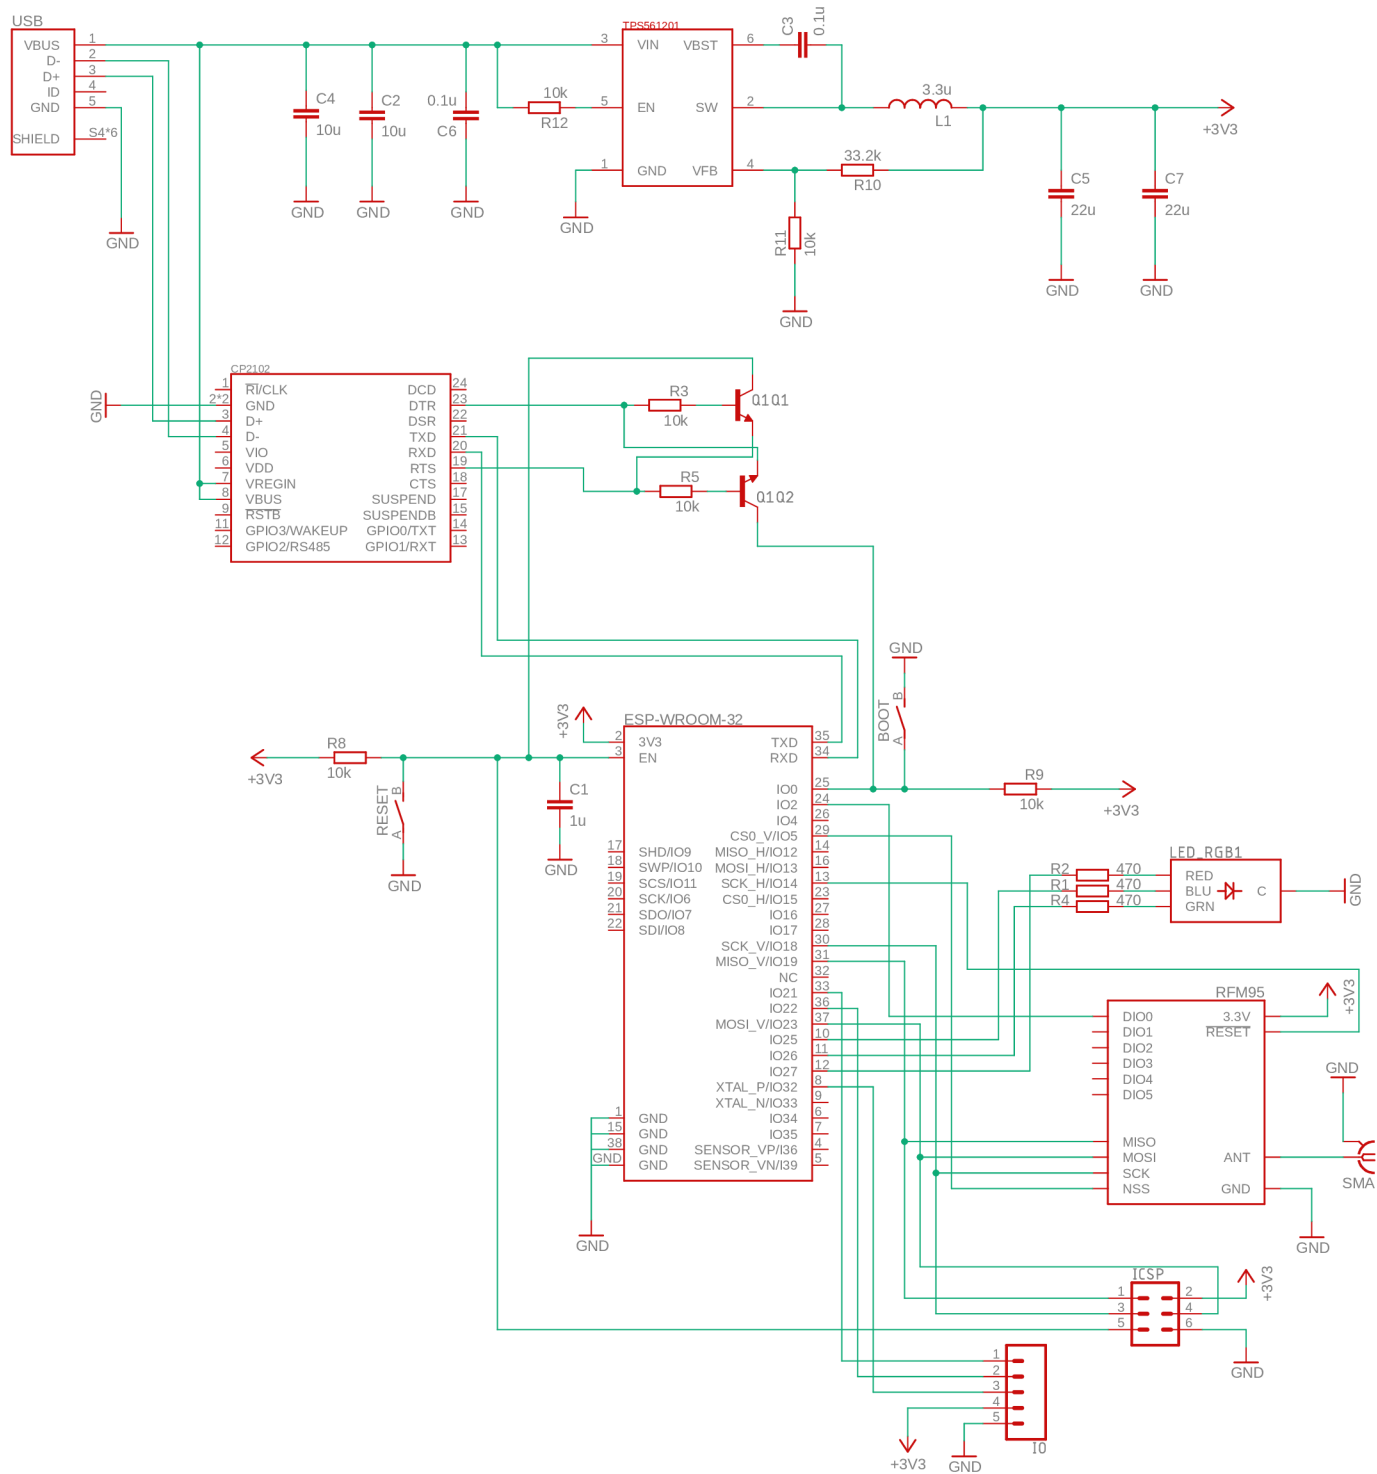 USB
VBUS 1
D- 2
D+ 3
ID 4
GND 5
SHIELD S4*6
GND
C4
10u
GND
C2
10u
GND
0.1u
C6
GND
10k
R12
TPS561201
3 VIN VBST 6
5 EN SW 2
1 GND VFB 4
GND
C3
0.1u
3.3u
L1
33.2k
R10
R11
10k
GND
+3V3
C5
22u
GND
C7
22u
GND
CP2102
GND
1 RI/CLK DCD 24
2*2 GND DTR 23
3 D+ DSR 22
4 D- TXD 21
5 VIO RXD 20
6 VDD RTS 19
7 VREGIN CTS 18
8 VBUS SUSPEND 17
9 RSTB SUSPENDB 15
11 GPIO3/WAKEUP GPIO0/TXT 14
12 GPIO2/RS485 GPIO1/RXT 13
R3
10k
Q1Q1
R5
10k
Q1Q2
GND
BOOT
B
A
+3V3
R8
10k
+3V3
RESET
B
A
GND
C1
1u
GND
R9
10k
+3V3
ESP-WROOM-32
2 3V3 TXD 35
3 EN RXD 34
IO0 25
IO2 24
IO4 26
CS0_V/IO5 29
17 SHD/IO9 MISO_H/IO12 14
18 SWP/IO10 MOSI_H/IO13 16
19 SCS/IO11 SCK_H/IO14 13
20 SCK/IO6 CS0_H/IO15 23
21 SDO/IO7 IO16 27
22 SDI/IO8 IO17 28
SCK_V/IO18 30
MISO_V/IO19 31
NC 32
IO21 33
IO22 36
MOSI_V/IO23 37
IO25 10
IO26 11
IO27 12
XTAL_P/IO32 8
XTAL_N/IO33 9
1 GND IO34 6
15 GND IO35 7
38 GND SENSOR_VP/I36 4
GND GND SENSOR_VN/I39 5
GND
R2 470
R1 470
R4 470
LED_RGB1
RED
BLU C
GRN
GND
RFM95
DIO0 3.3V
DIO1 RESET
DIO2
DIO3
DIO4
DIO5
MISO
MOSI ANT
SCK
NSS GND
+3V3
GND
SMA
GND
ICSP
1 2
3 4
5 6
+3V3
GND
1
2
3
4
5
IO
+3V3
GND